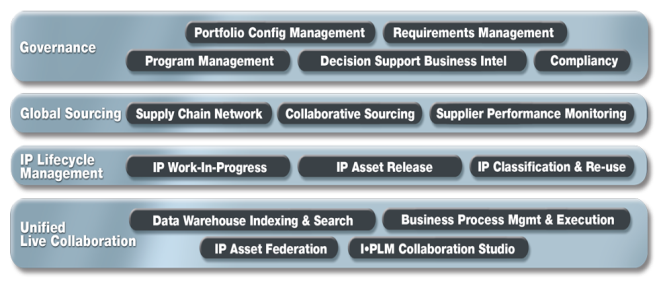 Governance
Portfolio Config Management
Requirements Management
Program Management
Decision Support Business Intel
Compliancy
Global Sourcing
Supply Chain Network
Collaborative Sourcing
Supplier Performance Monitoring
IP Lifecycle
Management
IP Work-In-Progress
IP Asset Release
IP Classification & Re-use
Unified
Live Collaboration
Data Warehouse Indexing & Search
Business Process Mgmt & Execution
IP Asset Federation
I•PLM Collaboration Studio